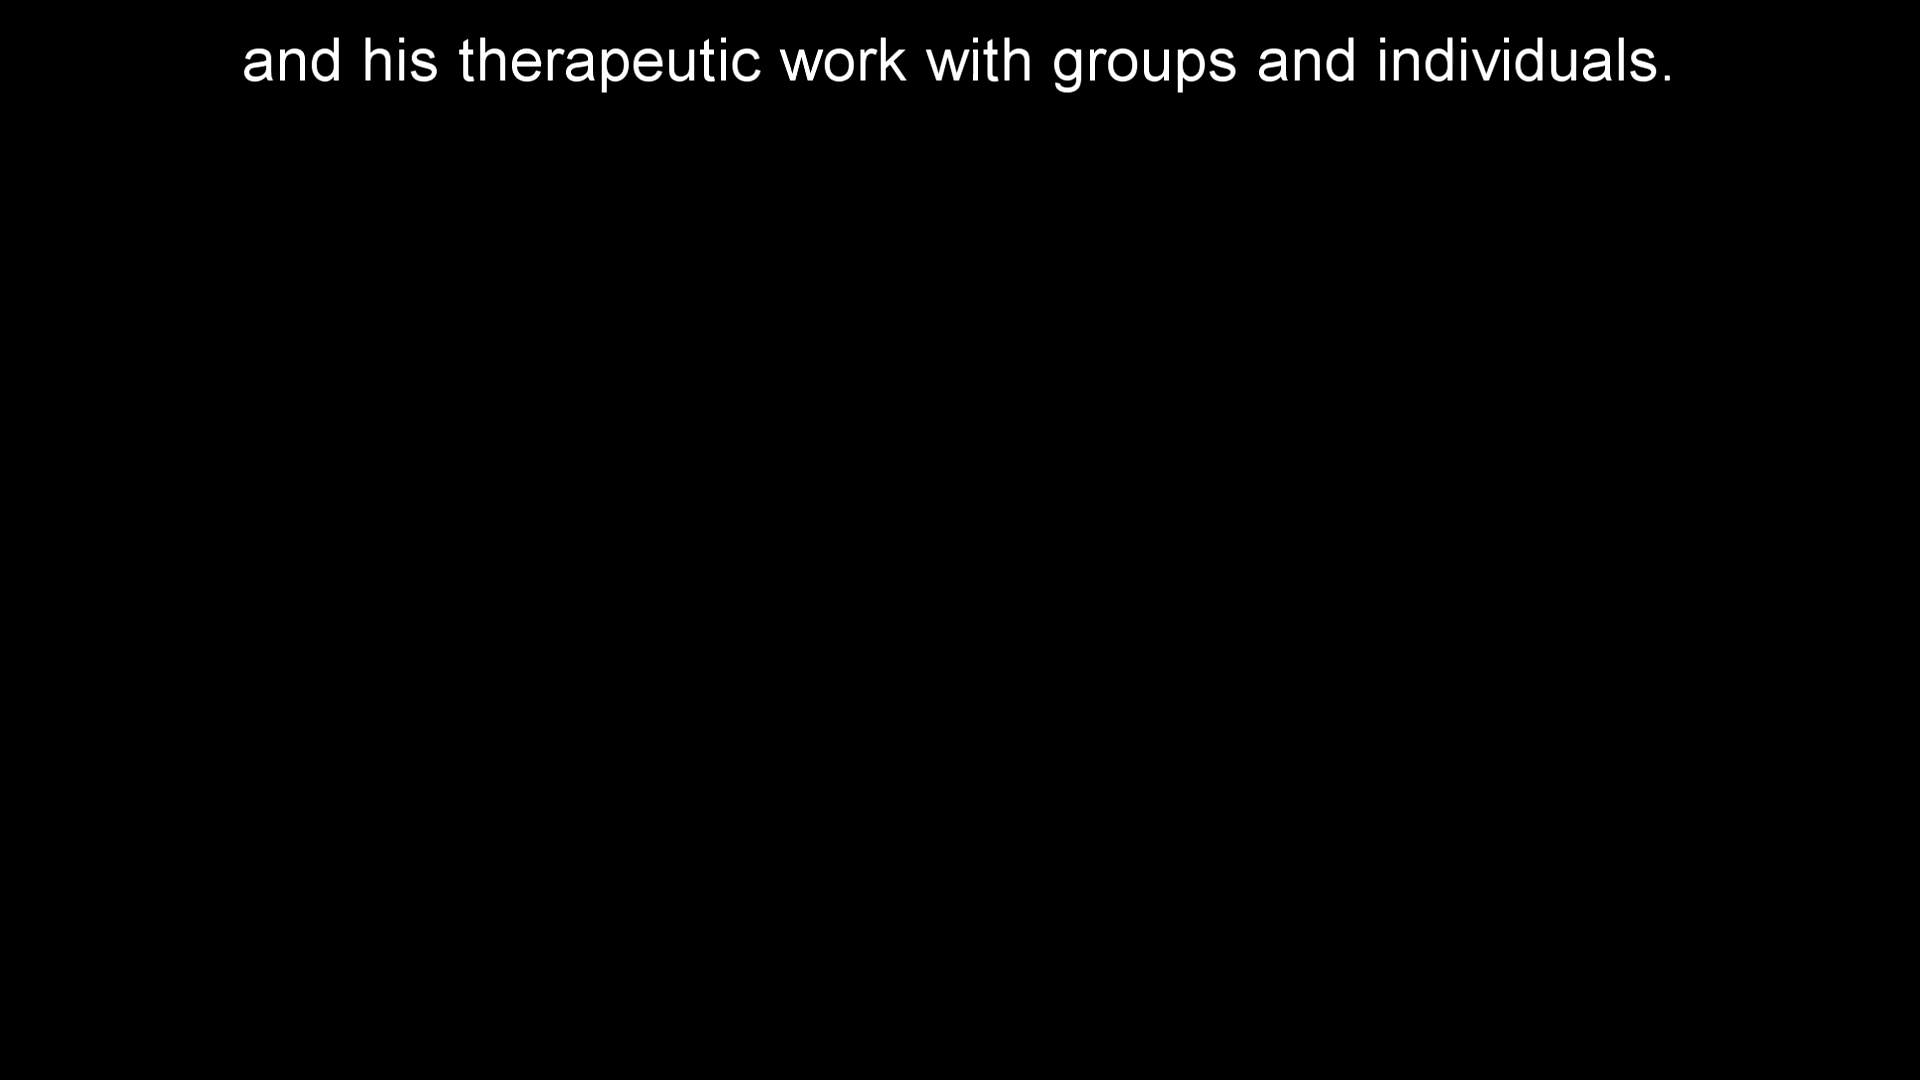 and his therapeutic work with groups and individuals.